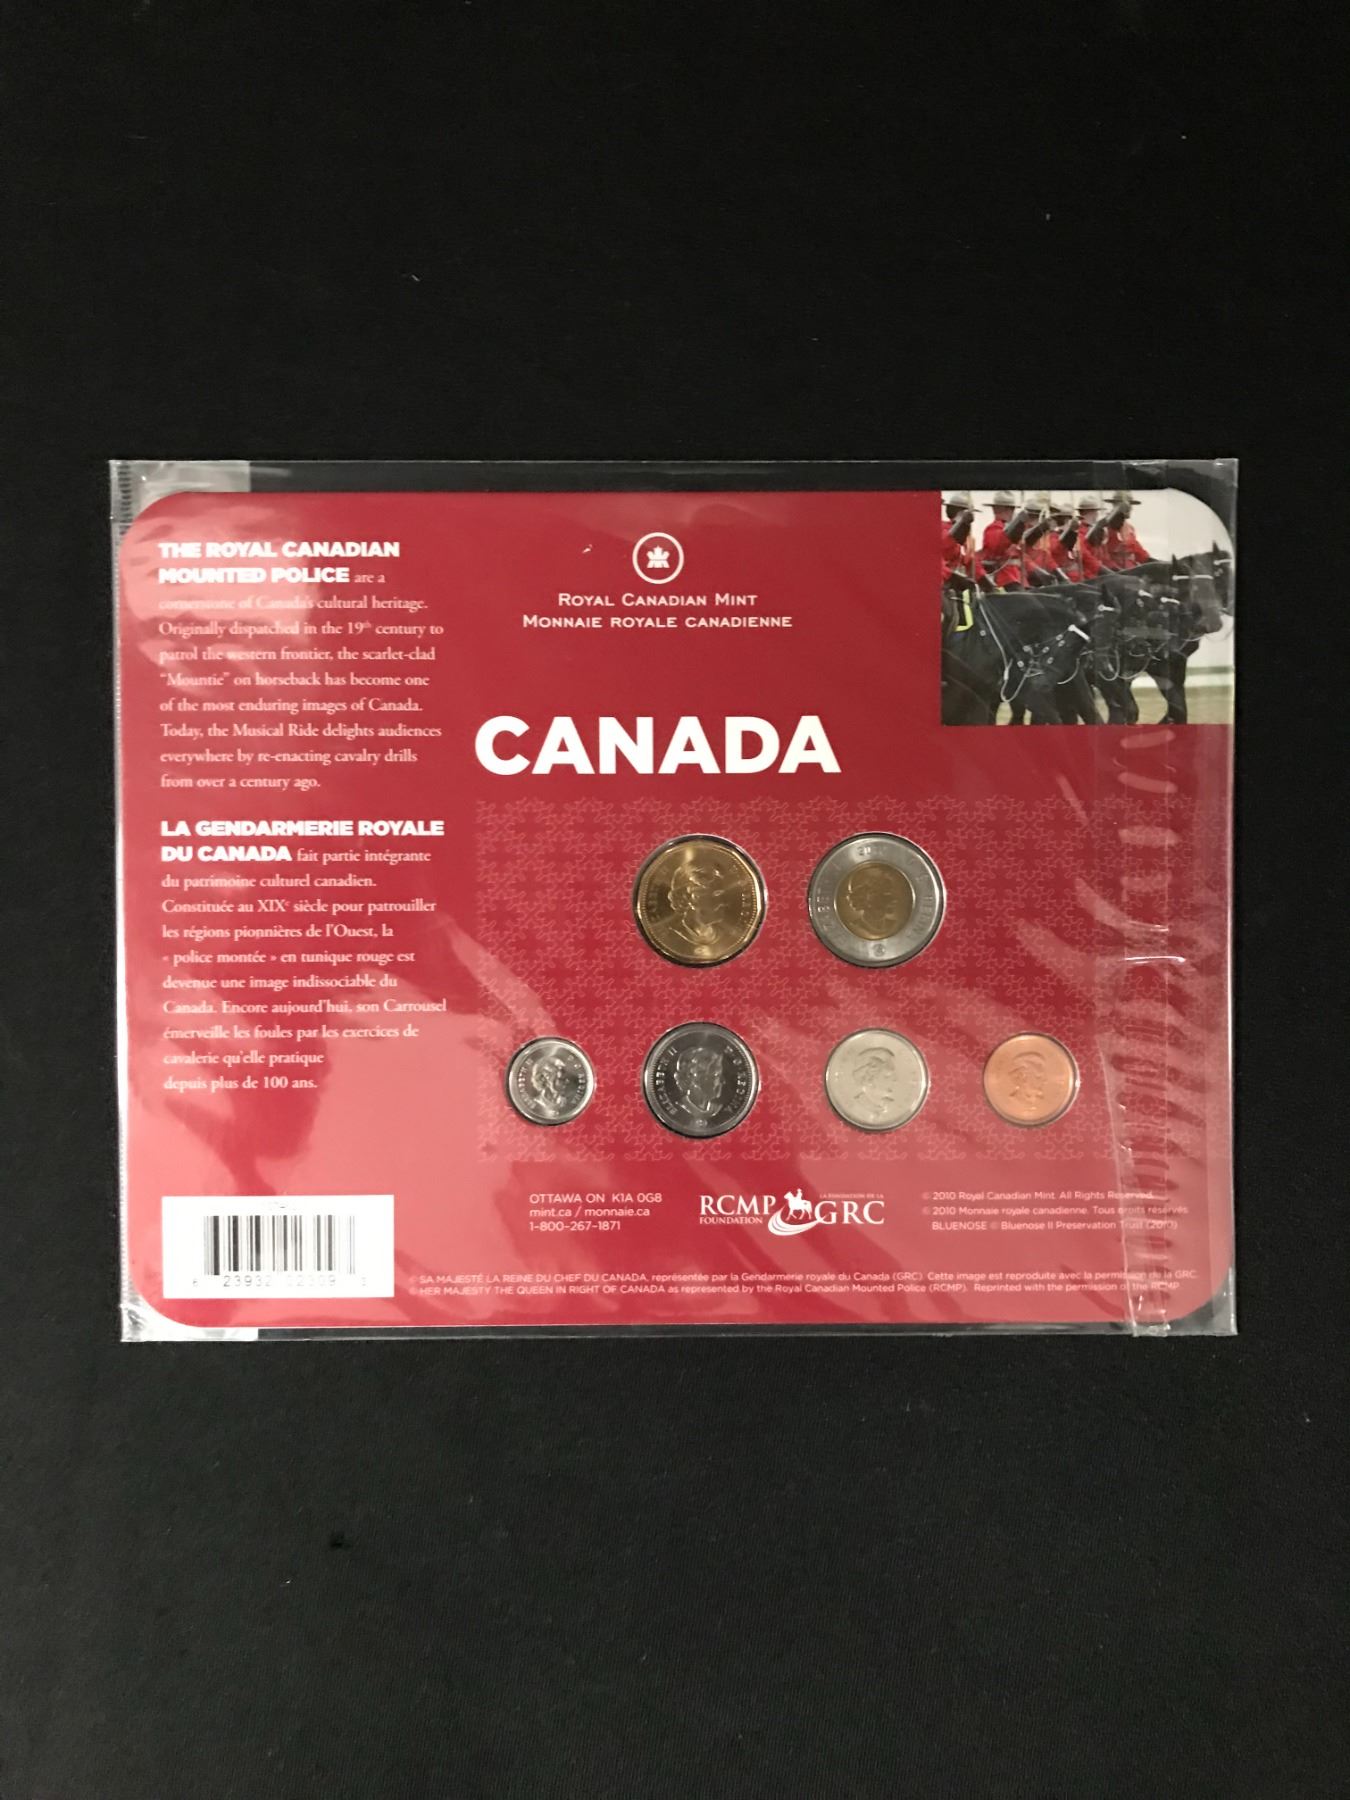 THE ROYAL CANADIAN
MOUNTED POLICE are a
cornerstone of Canada's cultural heritage.
Originally dispatched in the 19th century to
patrol the western frontier, the scarlet-clad
"Mountie" on horseback has become one
of the most enduring images of Canada.
Today, the Musical Ride delights audiences
everywhere by re-enacting cavalry drills
from over a century ago.
LA GENDARMERIE ROYALE
DU CANADA fait partie intégrante
du patrimoine culturel canadien.
Constituée au XIXe siècle pour patrouiller
les régions pionnières de l'Ouest, la
« police montée » en tunique rouge est
devenue une image indissociable du
Canada. Encore aujourd'hui, son Carrousel
émerveille les foules par les exercices de
cavalerie qu'elle pratique
depuis plus de 100 ans.
ROYAL CANADIAN MINT
MONNAIE ROYALE CANADIENNE
CANADA
ELIZABETH II D·G·REGINA
OTTAWA ON K1A 0G8
mint.ca / monnaie.ca
1-800-267-1871
RCMP GRC
FOUNDATION
LA FONDATION DE LA
© 2010 Royal Canadian Mint. All Rights Reserved.
© 2010 Monnaie royale canadienne. Tous droits réservés
BLUENOSE © Bluenose II Preservation Trust (2010)
23932 02309
© SA MAJESTÉ LA REINE DU CHEF DU CANADA, représentée par la Gendarmerie royale du Canada (GRC). Cette image est reproduite avec la permission de la GRC.
© HER MAJESTY THE QUEEN IN RIGHT OF CANADA as represented by the Royal Canadian Mounted Police (RCMP). Reprinted with the permission of the RCMP.